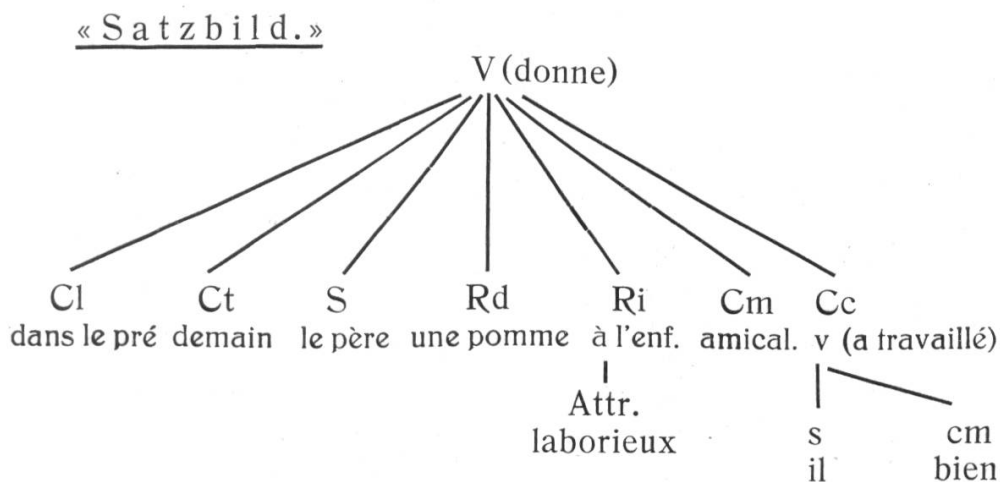 « Satzbild. »
V (donne)
Cl Ct S Rd Ri Cm Cc
dans le pré demain le père une pomme à l'enf. amical. v (a travaillé)
Attr.
laborieux
s cm
il bien